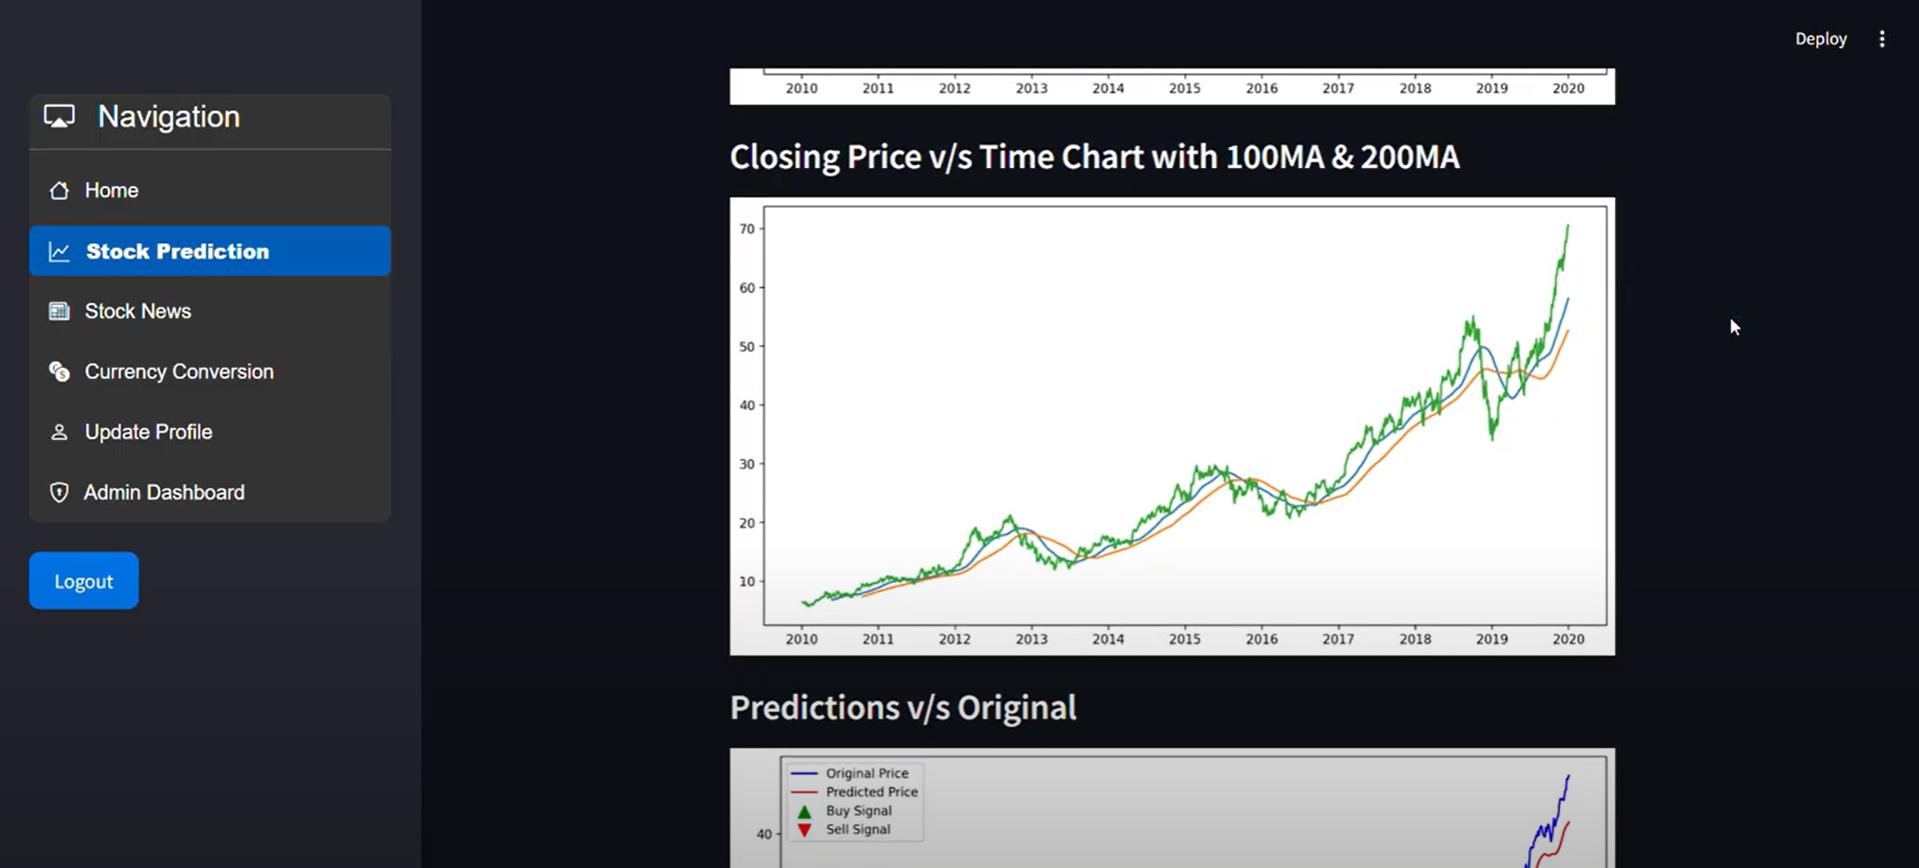 Deploy
Navigation
Home
Stock Prediction
Stock News
Currency Conversion
Update Profile
Admin Dashboard
Logout
2010 2011 2012 2013 2014 2015 2016 2017 2018 2019 2020
Closing Price v/s Time Chart with 100MA & 200MA
70
60
50
40
30
20
10
2010 2011 2012 2013 2014 2015 2016 2017 2018 2019 2020
Predictions v/s Original
Original Price
Predicted Price
Buy Signal
Sell Signal
40